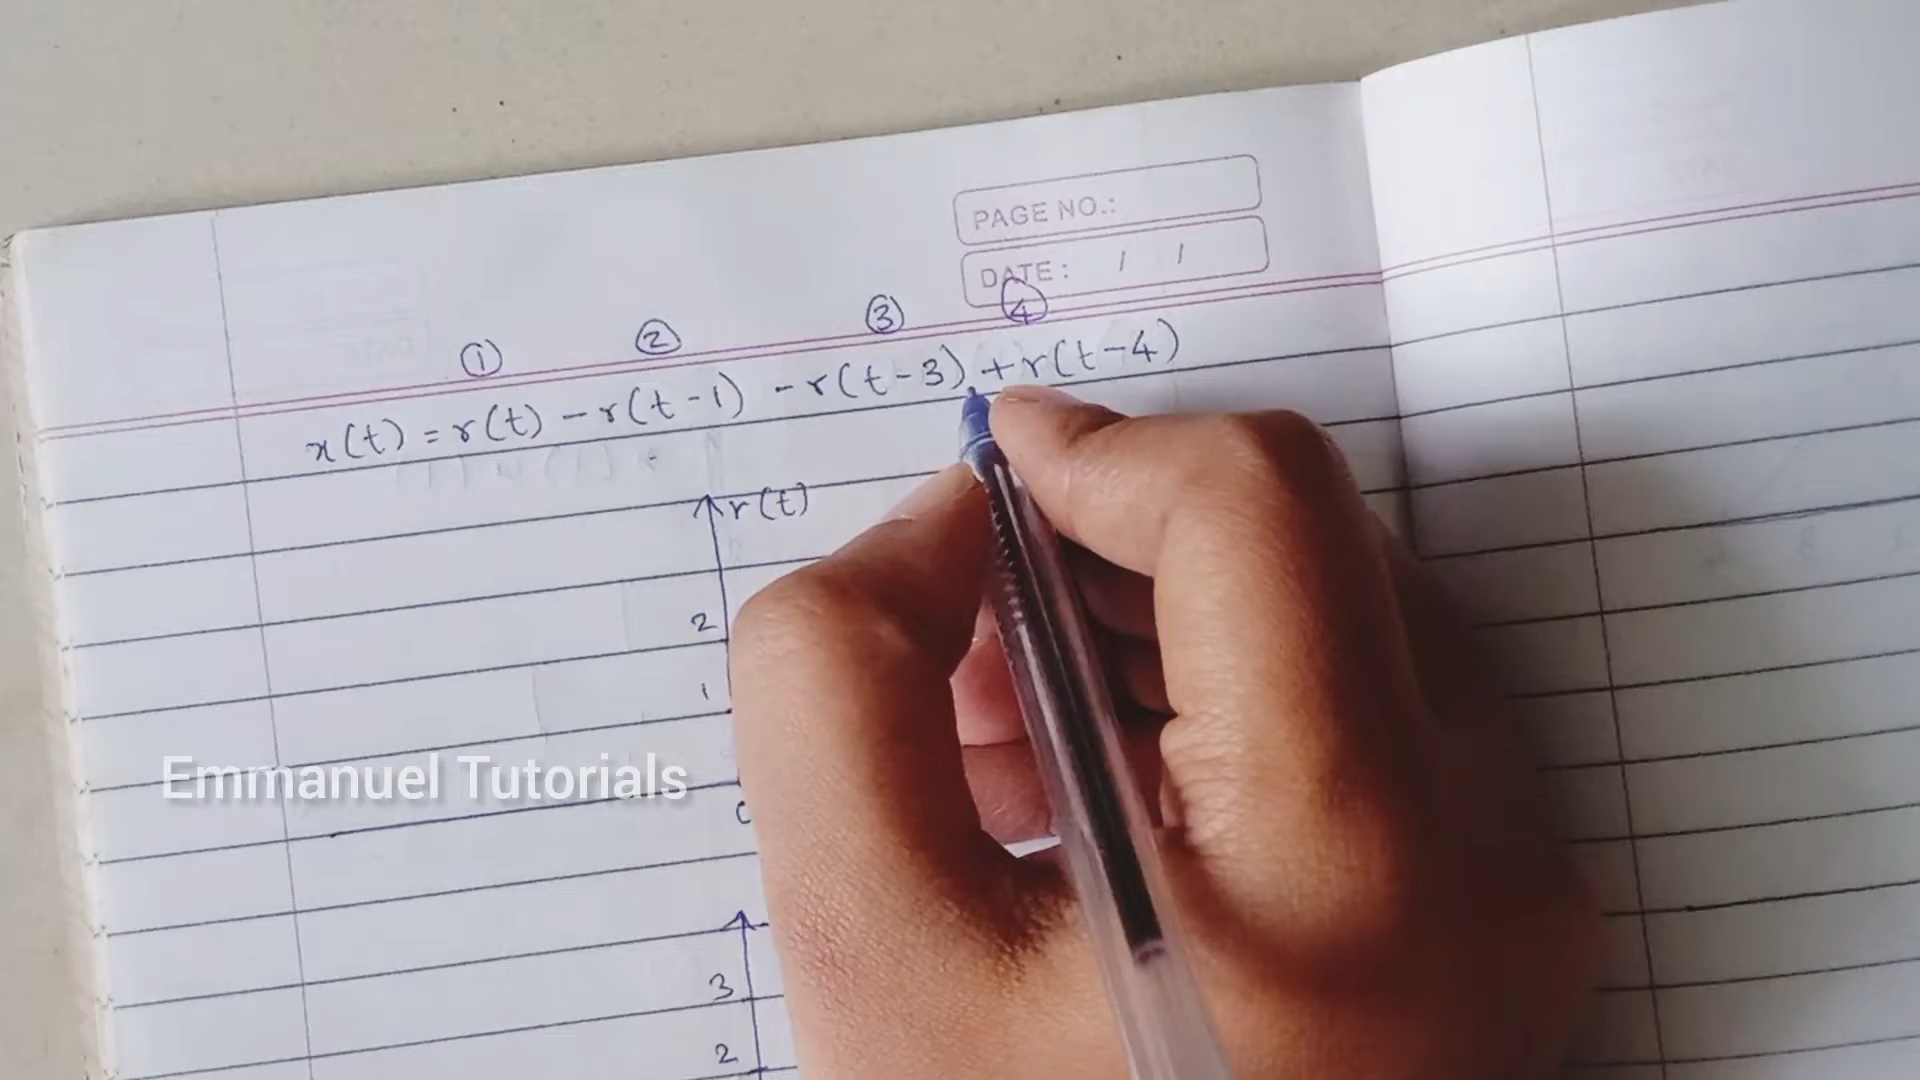 PAGE NO.:
DATE : / /
① ② ③ ④
x(t) = r(t) - r(t-1) - r(t-3) + r(t-4)
r(t)
2
1
Emmanuel Tutorials
3
2